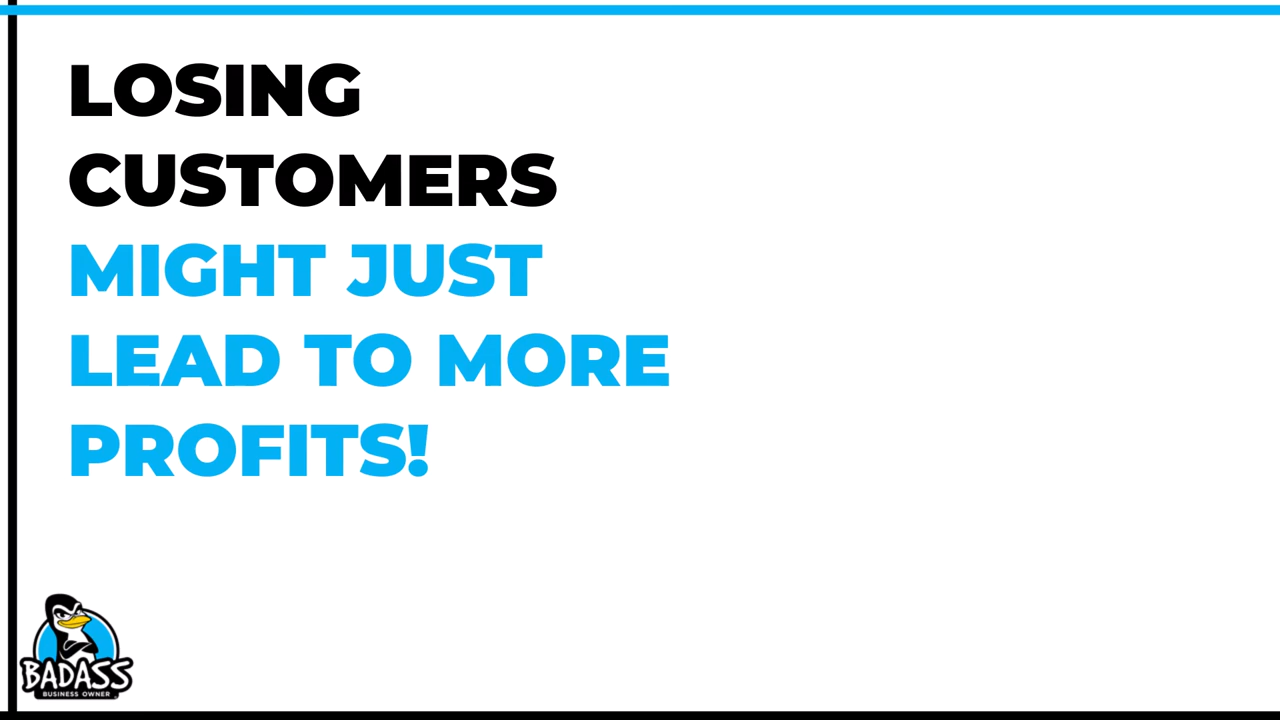 LOSING
CUSTOMERS
MIGHT JUST
LEAD TO MORE
PROFITS!
BADASS
BUSINESS OWNER